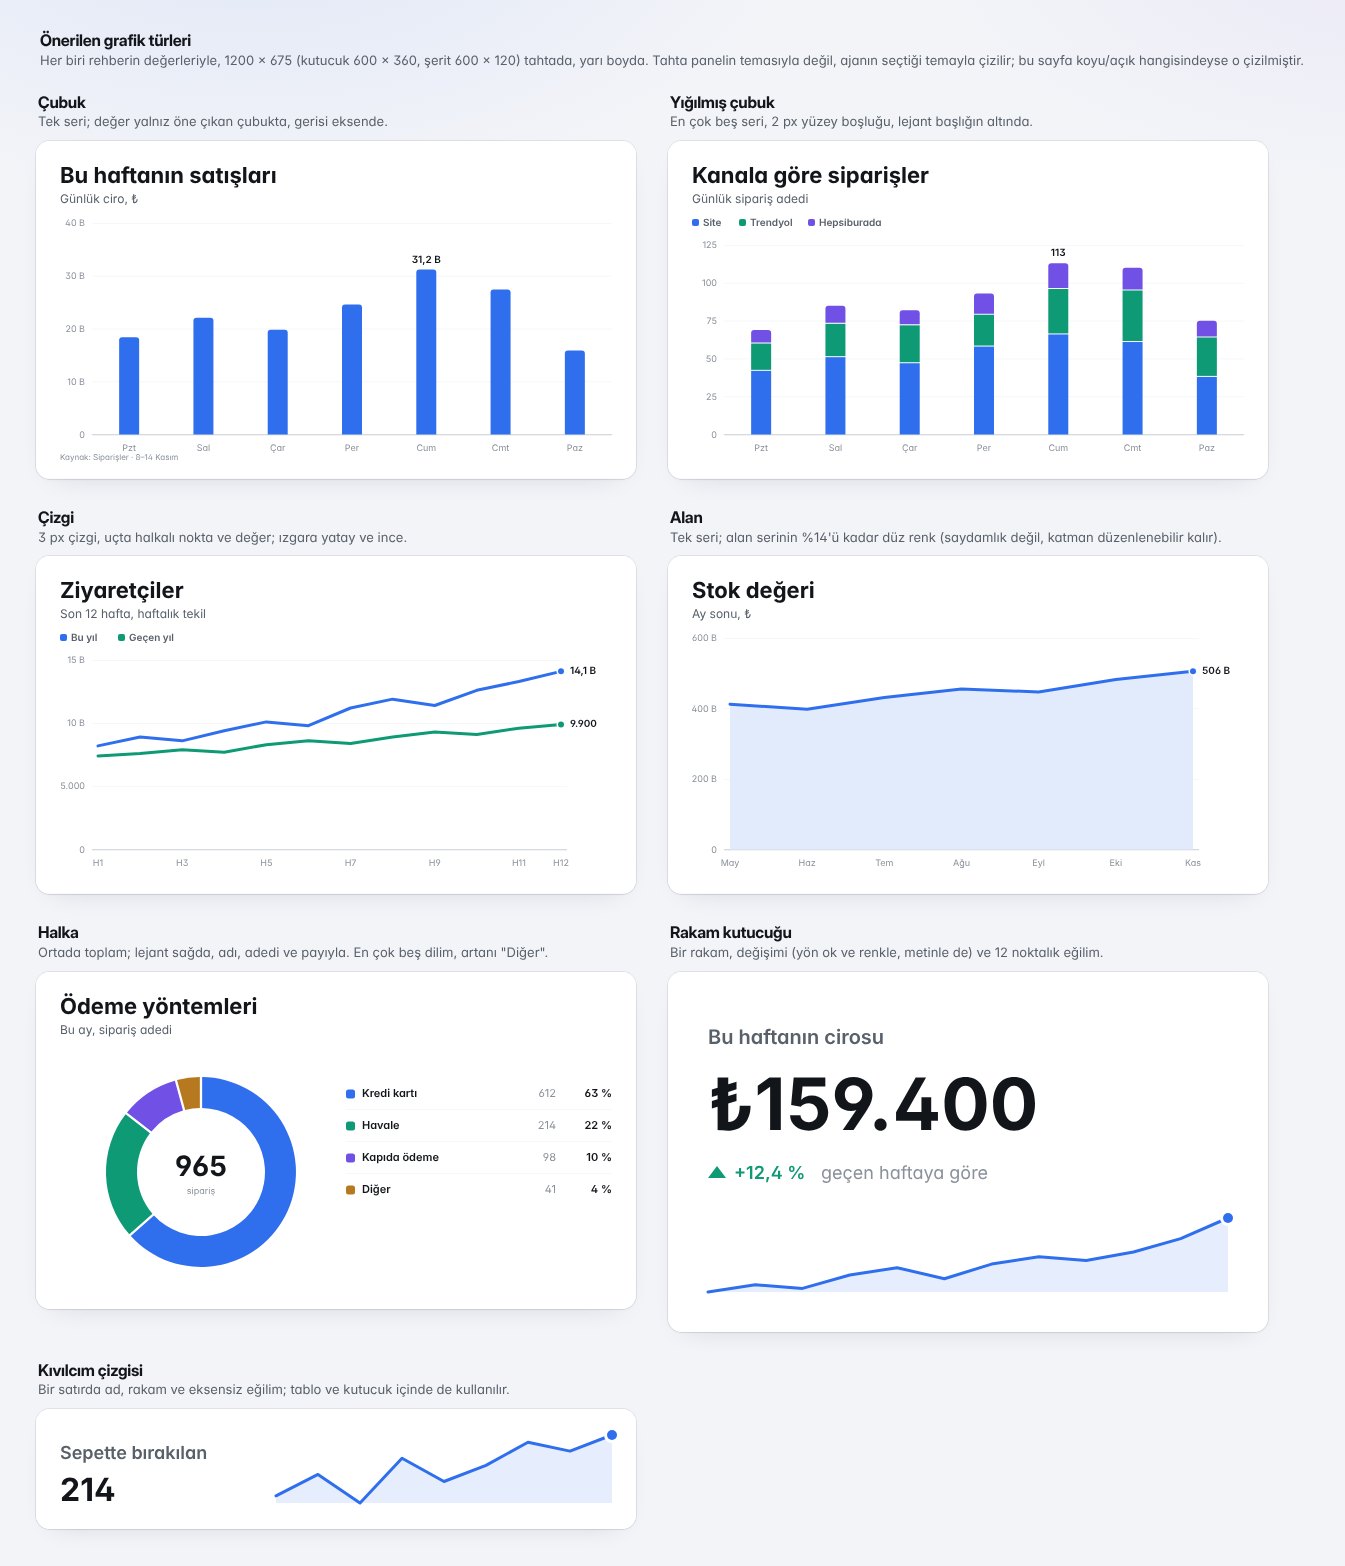 Önerilen grafik türleri
Her biri rehberin değerleriyle, 1200 × 675 (kutucuk 600 × 360, şerit 600 × 120) tahtada, yarı boyda. Tahta panelin temasıyla değil, ajanın seçtiği temayla çizilir; bu sayfa koyu/açık hangisindeyse o çizilmiştir.
Çubuk
Tek seri; değer yalnız öne çıkan çubukta, gerisi eksende.
Bu haftanın satışları
Günlük ciro, ₺
40 B
30 B
20 B
10 B
0
31,2 B
Pzt Sal Çar Per Cum Cmt Paz
Kaynak: Siparişler · 8–14 Kasım
Yığılmış çubuk
En çok beş seri, 2 px yüzey boşluğu, lejant başlığın altında.
Kanala göre siparişler
Günlük sipariş adedi
Site Trendyol Hepsiburada
125
100
75
50
25
0
113
Pzt Sal Çar Per Cum Cmt Paz
Çizgi
3 px çizgi, uçta halkalı nokta ve değer; ızgara yatay ve ince.
Ziyaretçiler
Son 12 hafta, haftalık tekil
Bu yıl Geçen yıl
15 B
10 B
5.000
0
14,1 B
9.900
H1 H3 H5 H7 H9 H11 H12
Alan
Tek seri; alan serinin %14'ü kadar düz renk (saydamlık değil, katman düzenlenebilir kalır).
Stok değeri
Ay sonu, ₺
600 B
400 B
200 B
0
506 B
May Haz Tem Ağu Eyl Eki Kas
Halka
Ortada toplam; lejant sağda, adı, adedi ve payıyla. En çok beş dilim, artanı "Diğer".
Ödeme yöntemleri
Bu ay, sipariş adedi
965
sipariş
Kredi kartı 612 63 %
Havale 214 22 %
Kapıda ödeme 98 10 %
Diğer 41 4 %
Rakam kutucuğu
Bir rakam, değişimi (yön ok ve renkle, metinle de) ve 12 noktalık eğilim.
Bu haftanın cirosu
₺159.400
+12,4 % geçen haftaya göre
Kıvılcım çizgisi
Bir satırda ad, rakam ve eksensiz eğilim; tablo ve kutucuk içinde de kullanılır.
Sepette bırakılan
214